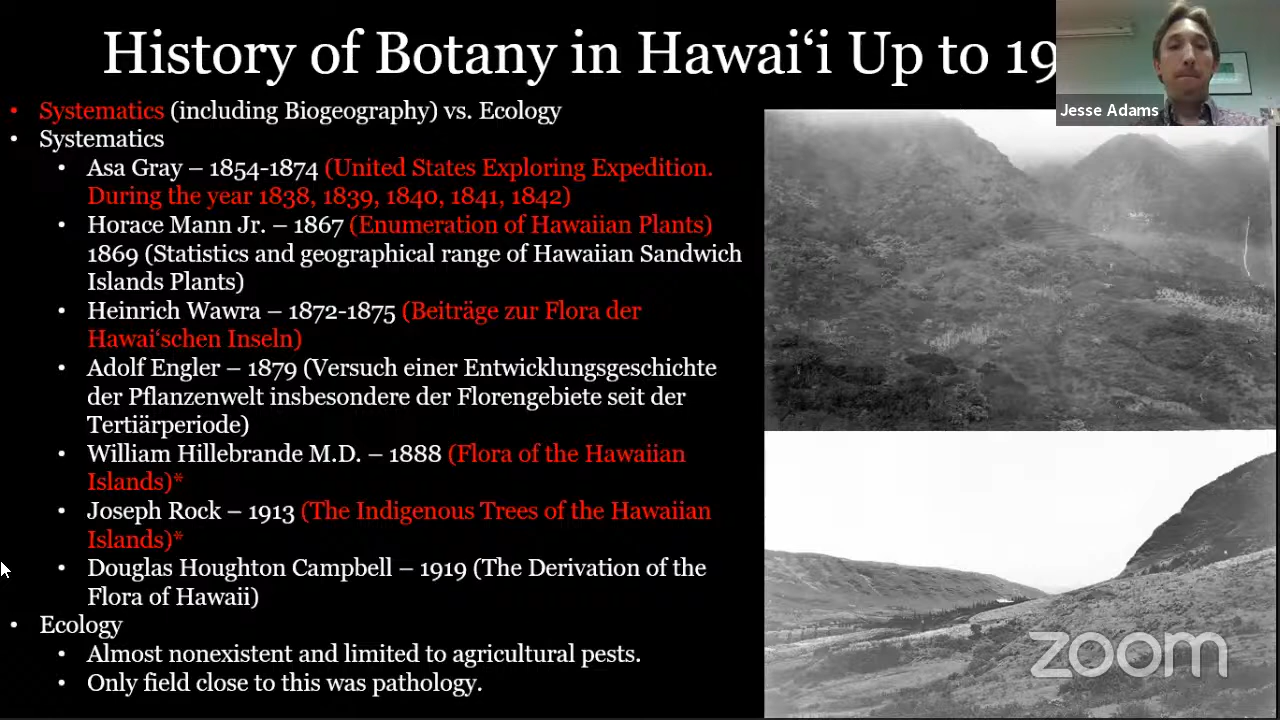 History of Botany in Hawai‘i Up to 19
Jesse Adams
• Systematics (including Biogeography) vs. Ecology
• Systematics
• Asa Gray – 1854-1874 (United States Exploring Expedition.
During the year 1838, 1839, 1840, 1841, 1842)
• Horace Mann Jr. – 1867 (Enumeration of Hawaiian Plants)
1869 (Statistics and geographical range of Hawaiian Sandwich
Islands Plants)
• Heinrich Wawra – 1872-1875 (Beiträge zur Flora der
Hawai‘schen Inseln)
• Adolf Engler – 1879 (Versuch einer Entwicklungsgeschichte
der Pflanzenwelt insbesondere der Florengebiete seit der
Tertiärperiode)
• William Hillebrande M.D. – 1888 (Flora of the Hawaiian
Islands)*
• Joseph Rock – 1913 (The Indigenous Trees of the Hawaiian
Islands)*
• Douglas Houghton Campbell – 1919 (The Derivation of the
Flora of Hawaii)
• Ecology
• Almost nonexistent and limited to agricultural pests.
• Only field close to this was pathology.
zoom